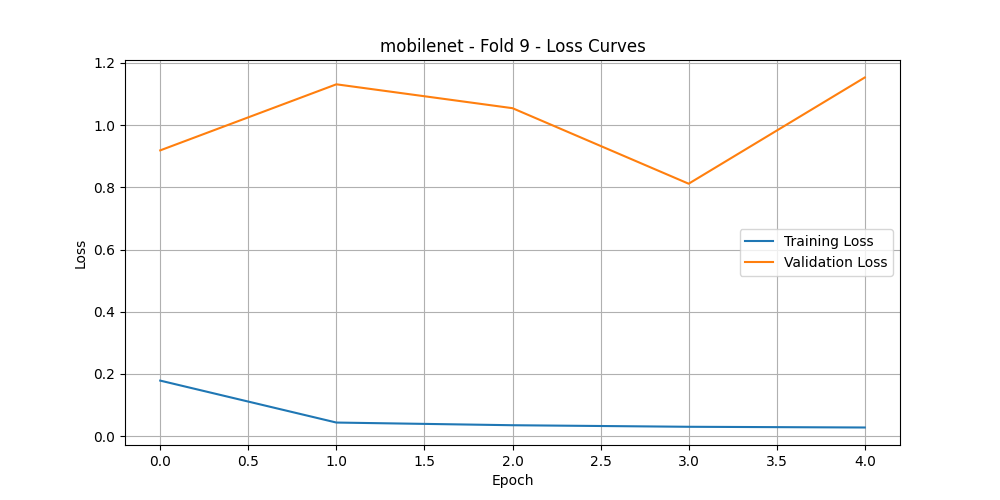 mobilenet - Fold 9 - Loss Curves
1.2
1.0
0.8
0.6
0.4
0.2
0.0
Loss
Training Loss
Validation Loss
0.0 0.5 1.0 1.5 2.0 2.5 3.0 3.5 4.0
Epoch